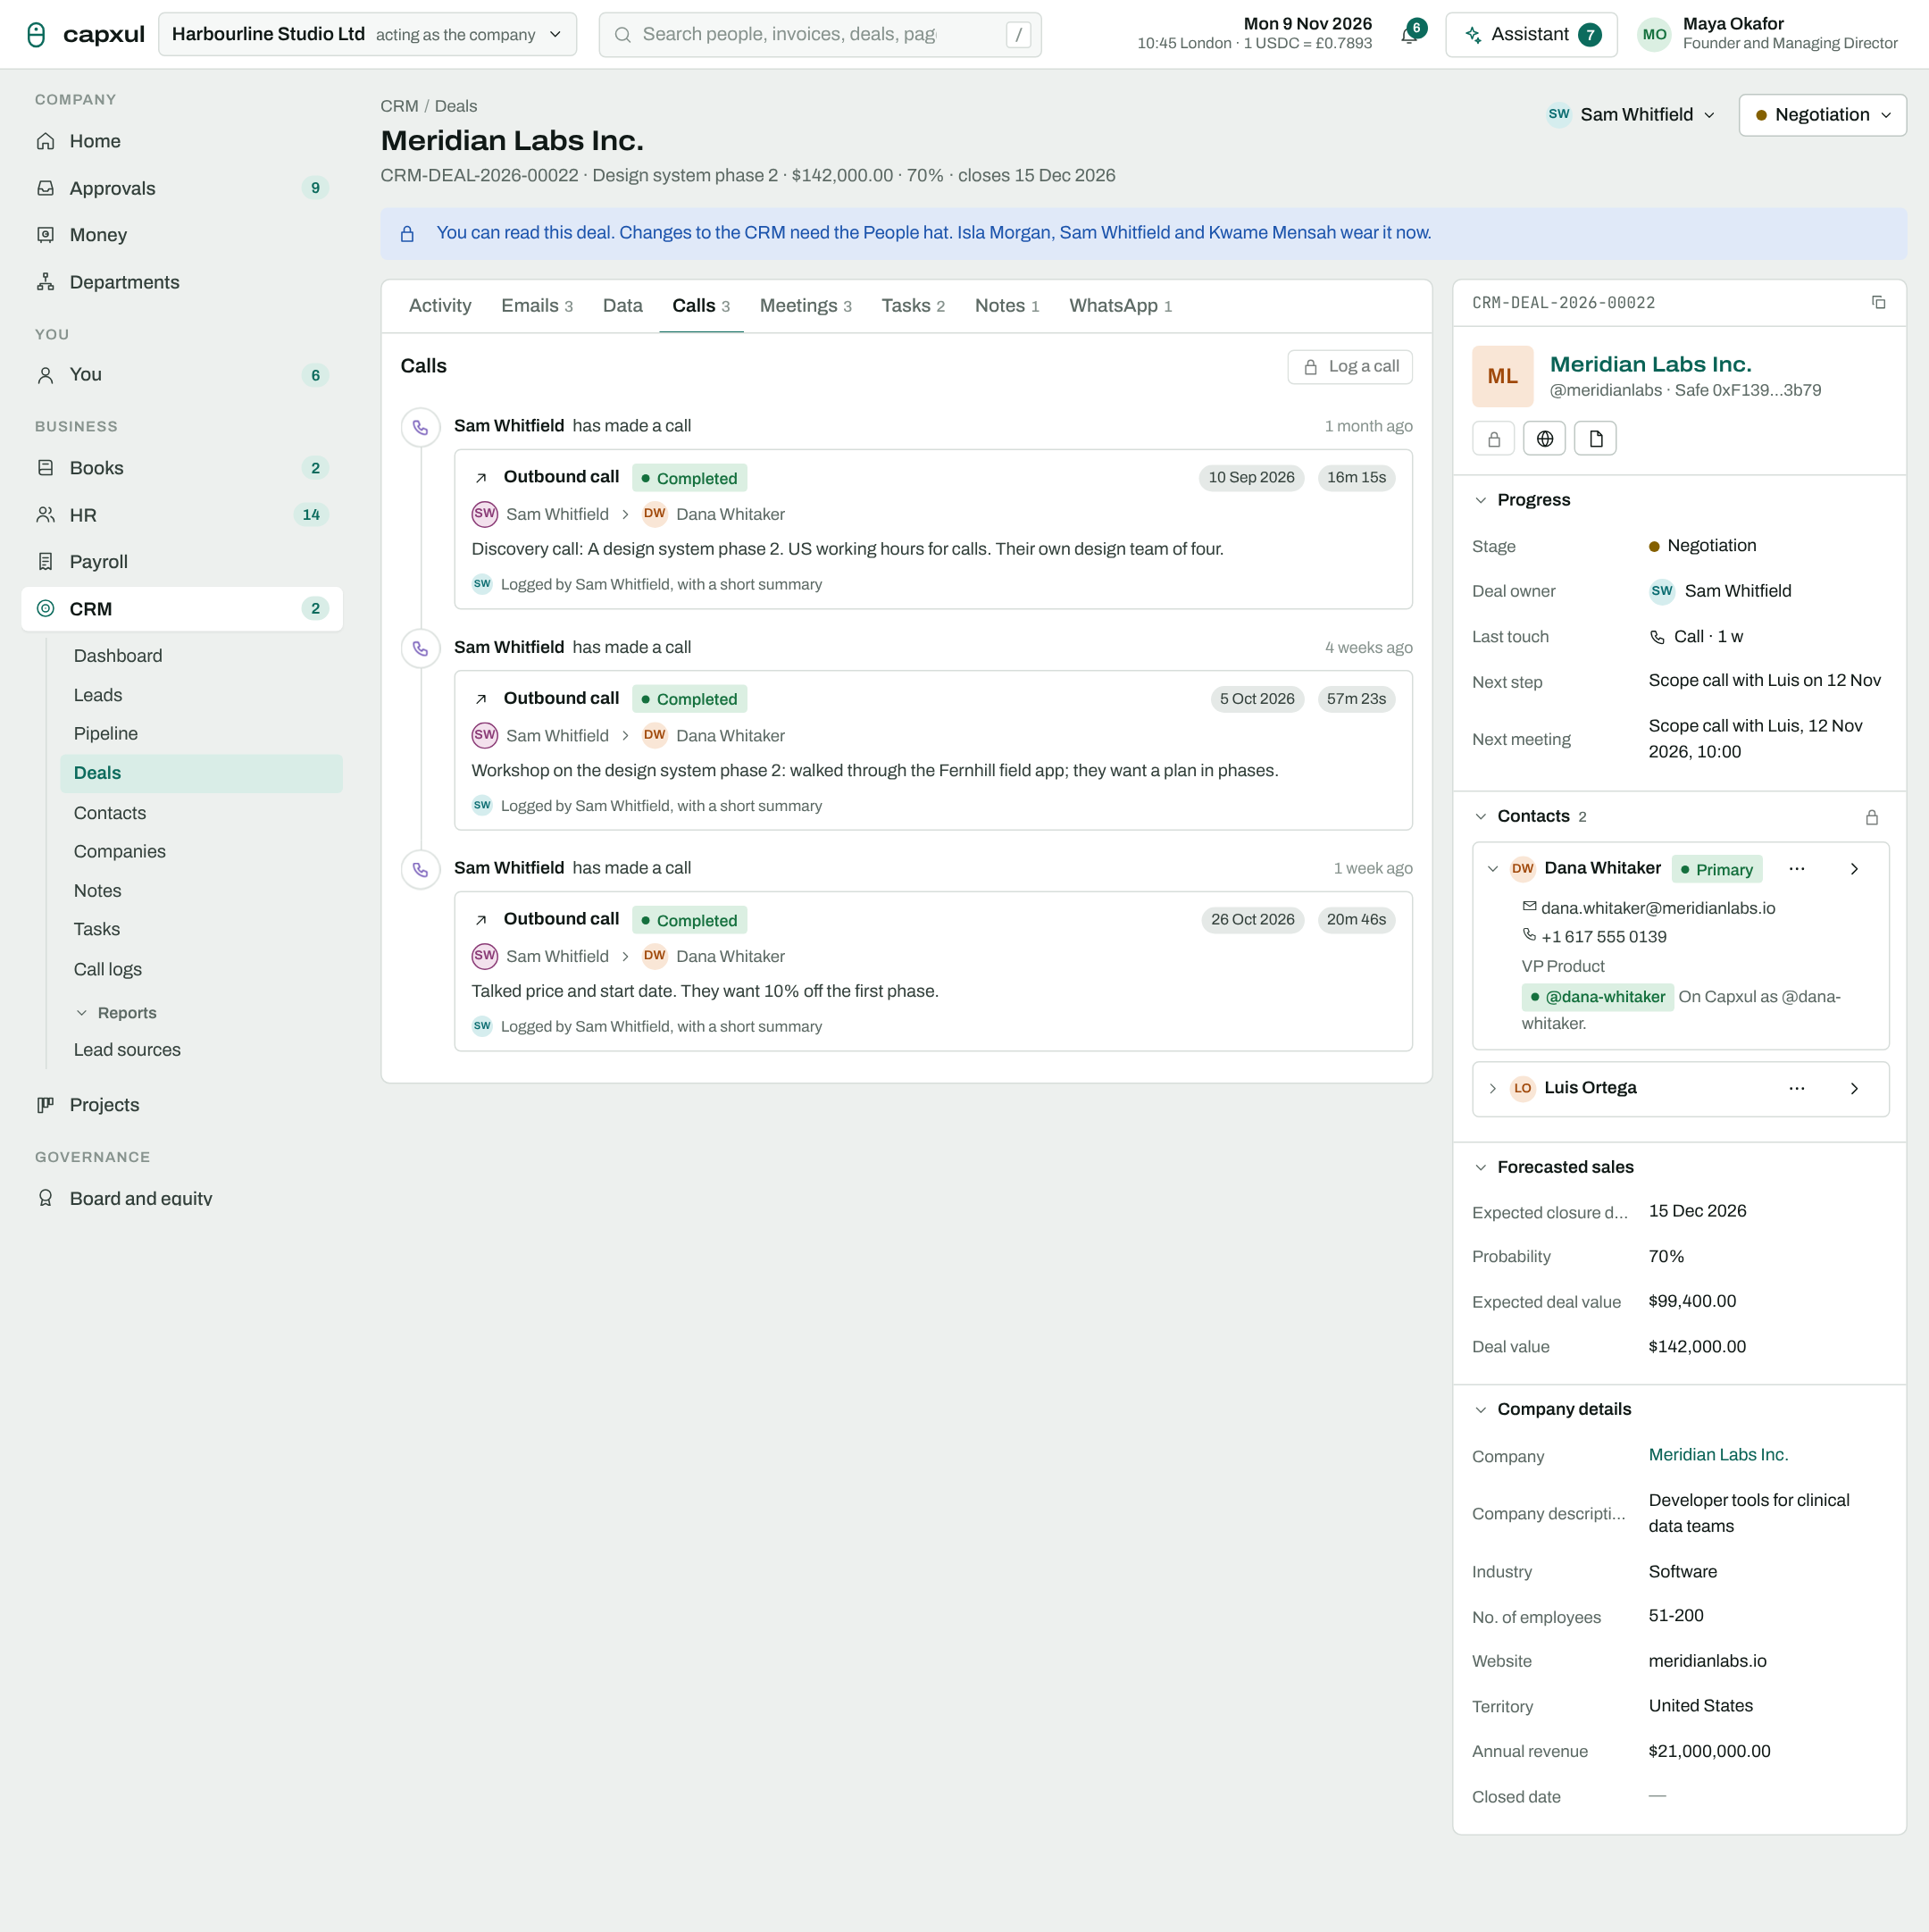 capxul
Harbourline Studio Ltd acting as the company
Search people, invoices, deals, pag
/
Mon 9 Nov 2026
10:45 London · 1 USDC = £0.7893
6
Assistant 7
MO
Maya Okafor
Founder and Managing Director
COMPANY
Home
Approvals 9
Money
Departments
YOU
You 6
BUSINESS
Books 2
HR 14
Payroll
CRM 2
Dashboard
Leads
Pipeline
Deals
Contacts
Companies
Notes
Tasks
Call logs
Reports
Lead sources
Projects
GOVERNANCE
Board and equity
CRM / Deals
Meridian Labs Inc.
CRM-DEAL-2026-00022 · Design system phase 2 · $142,000.00 · 70% · closes 15 Dec 2026
SW Sam Whitfield
Negotiation
You can read this deal. Changes to the CRM need the People hat. Isla Morgan, Sam Whitfield and Kwame Mensah wear it now.
Activity Emails 3 Data Calls 3 Meetings 3 Tasks 2 Notes 1 WhatsApp 1
Calls
Log a call
Sam Whitfield has made a call 1 month ago
Outbound call Completed 10 Sep 2026 16m 15s
SW Sam Whitfield DW Dana Whitaker
Discovery call: A design system phase 2. US working hours for calls. Their own design team of four.
SW Logged by Sam Whitfield, with a short summary
Sam Whitfield has made a call 4 weeks ago
Outbound call Completed 5 Oct 2026 57m 23s
SW Sam Whitfield DW Dana Whitaker
Workshop on the design system phase 2: walked through the Fernhill field app; they want a plan in phases.
SW Logged by Sam Whitfield, with a short summary
Sam Whitfield has made a call 1 week ago
Outbound call Completed 26 Oct 2026 20m 46s
SW Sam Whitfield DW Dana Whitaker
Talked price and start date. They want 10% off the first phase.
SW Logged by Sam Whitfield, with a short summary
CRM-DEAL-2026-00022
ML
Meridian Labs Inc.
@meridianlabs · Safe 0xF139…3b79
Progress
Stage Negotiation
Deal owner SW Sam Whitfield
Last touch Call · 1 w
Next step Scope call with Luis on 12 Nov
Next meeting Scope call with Luis, 12 Nov
2026, 10:00
Contacts 2
DW Dana Whitaker Primary
dana.whitaker@meridianlabs.io
+1 617 555 0139
VP Product
@dana-whitaker On Capxul as @dana-
whitaker.
LO Luis Ortega
Forecasted sales
Expected closure d… 15 Dec 2026
Probability 70%
Expected deal value $99,400.00
Deal value $142,000.00
Company details
Company Meridian Labs Inc.
Company descripti… Developer tools for clinical
data teams
Industry Software
No. of employees 51-200
Website meridianlabs.io
Territory United States
Annual revenue $21,000,000.00
Closed date —